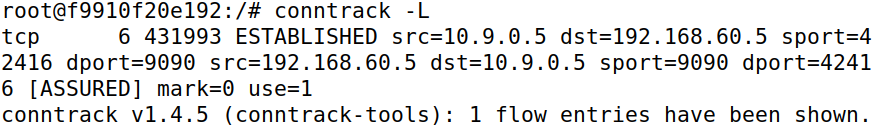 root@f9910f20e192:/# conntrack -L
tcp      6 431993 ESTABLISHED src=10.9.0.5 dst=192.168.60.5 sport=4
2416 dport=9090 src=192.168.60.5 dst=10.9.0.5 sport=9090 dport=4241
6 [ASSURED] mark=0 use=1
conntrack v1.4.5 (conntrack-tools): 1 flow entries have been shown.